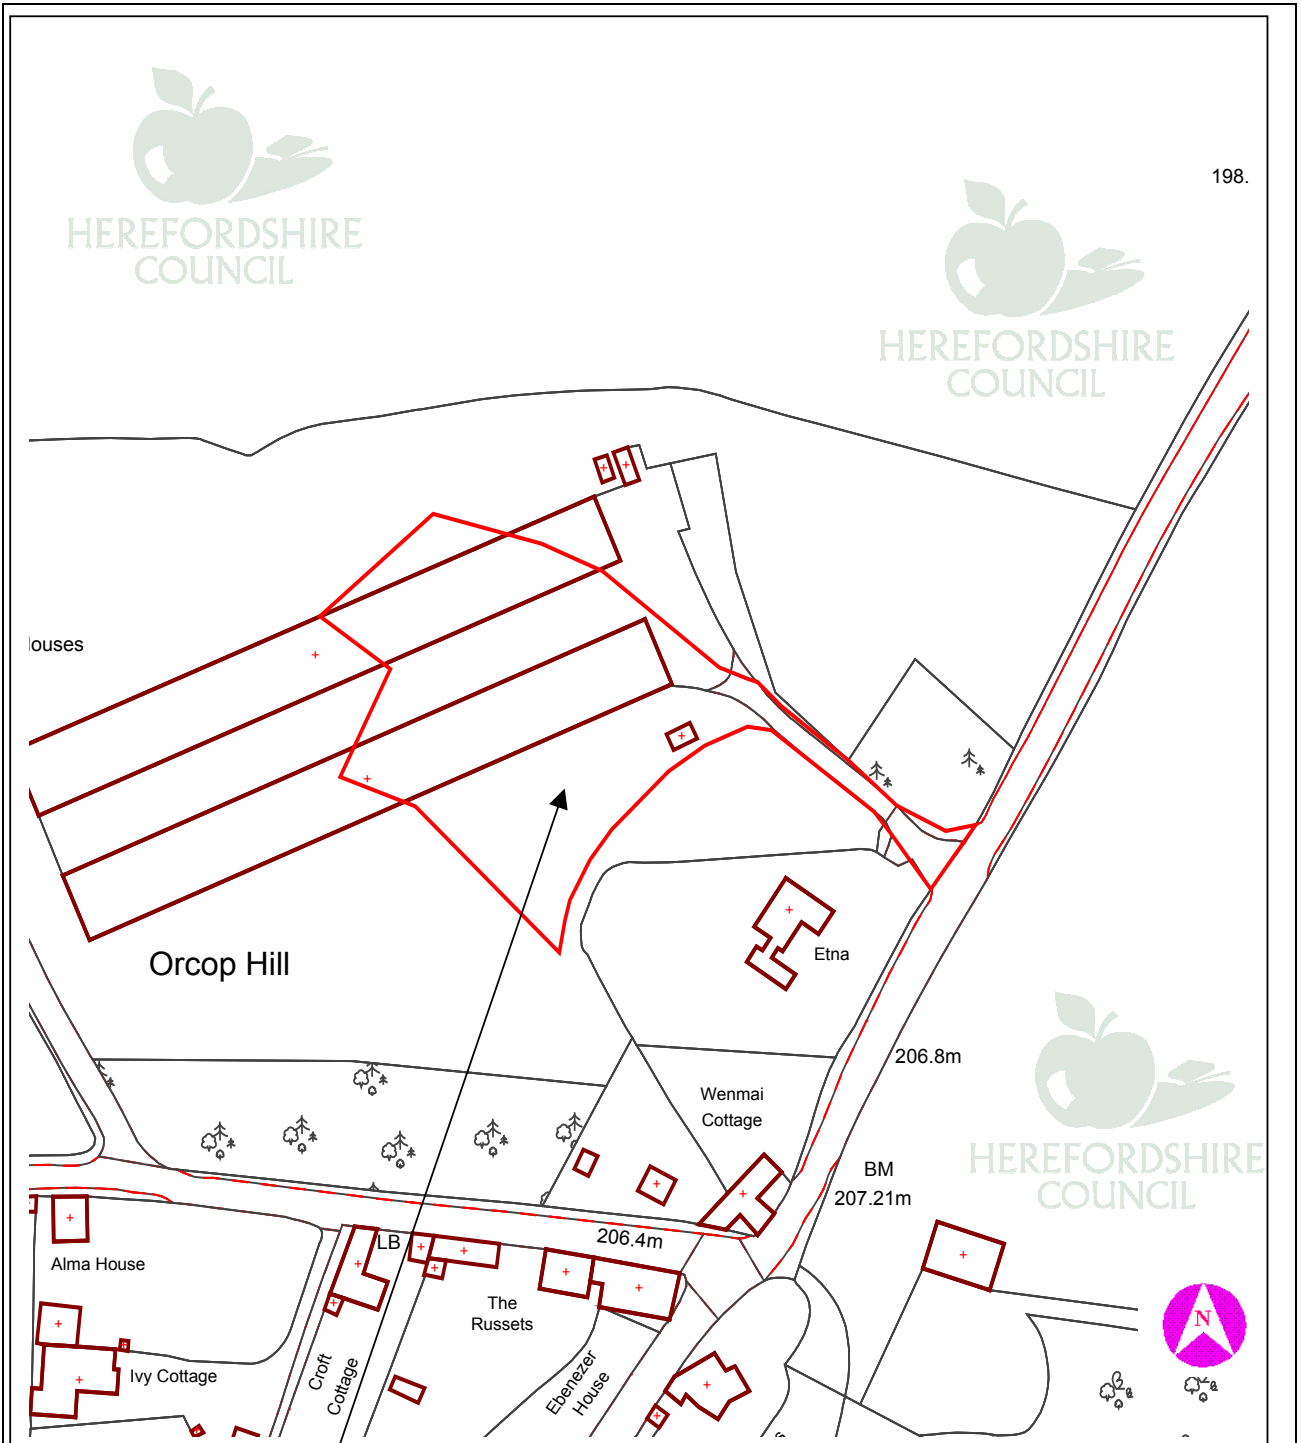 HEREFORDSHIRE
COUNCIL
198.
HEREFORDSHIRE
COUNCIL
louses
Etna
Orcop Hill
206.8m
Wenmai
Cottage
HEREFORDSHIRE
COUNCIL
BM
207.21m
206.4m
LB
Alma House
The
Russets
N
Ivy Cottage
Croft
Cottage
Ebenezer
House